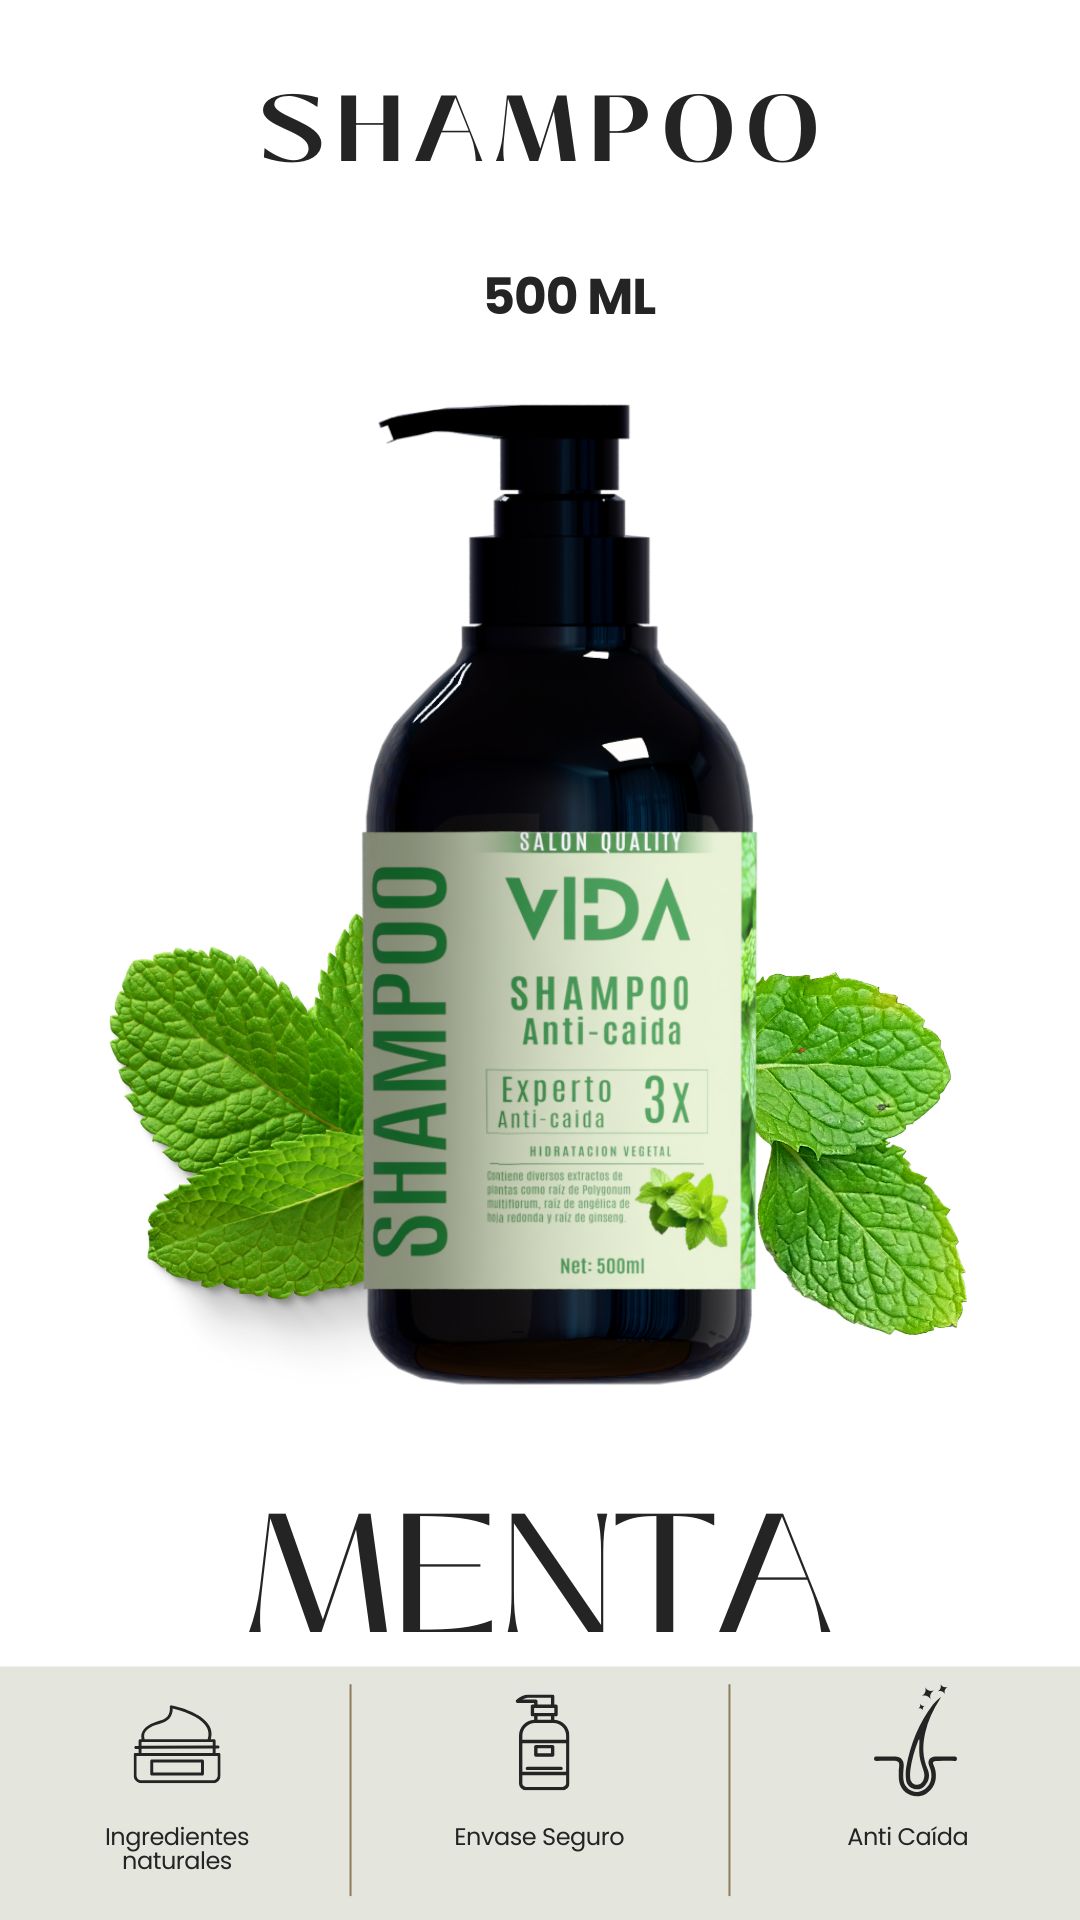 SHAMPOO
500 ML
SALON QUALITY
VIDA
SHAMPOO
SHAMPOO
Anti-caida
Experto
Anti-caida
3x
HIDRATACION VEGETAL
Contiene diversos extractos de
plantas como raíz de Polygonum
multiflorum, raíz de angélica de
hoja redonda y raíz de ginseng.
Net: 500ml
MENTA
Ingredientes
naturales
Envase Seguro
Anti Caída